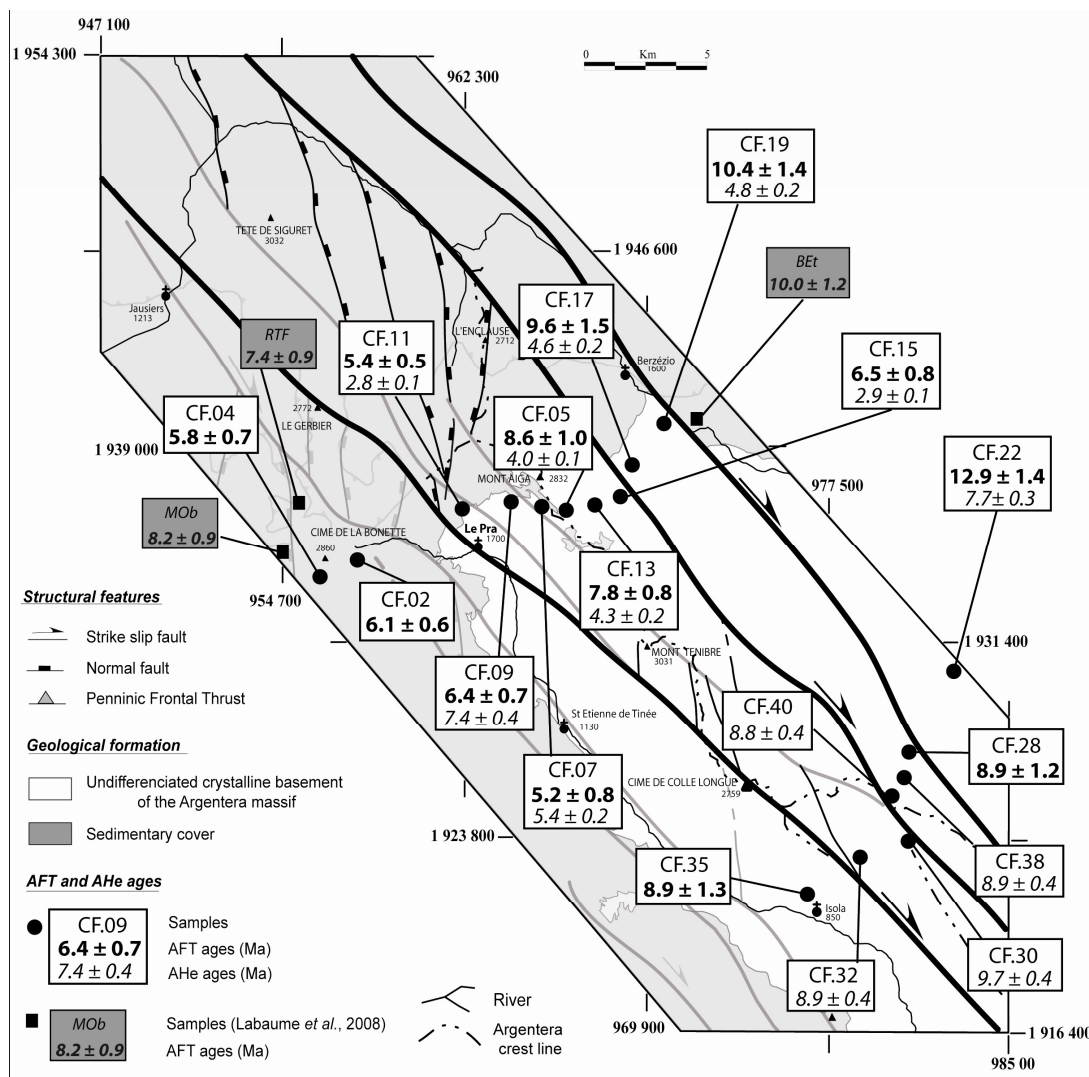 947 100
1 954 300
0 Km 5
962 300
CF.19
10.4 ± 1.4
4.8 ± 0.2
TETE DE SIGURET
3032
1 946 600
BEt
10.0 ± 1.2
Jausiers
1213
CF.17
9.6 ± 1.5
4.6 ± 0.2
RTF
7.4 ± 0.9
CF.11
5.4 ± 0.5
2.8 ± 0.1
L'ENCLAUSE
2712
Berzézio
1600
CF.15
6.5 ± 0.8
2.9 ± 0.1
CF.04
5.8 ± 0.7
2772
LE GERBIER
CF.05
8.6 ± 1.0
4.0 ± 0.1
1 939 000
CF.22
12.9 ± 1.4
7.7± 0.3
MONT AIGA
2832
977 500
MOb
8.2 ± 0.9
CIME DE LA BONETTE
2860
Le Pra
1700
954 700
CF.02
6.1 ± 0.6
CF.13
7.8 ± 0.8
4.3 ± 0.2
Structural features
Strike slip fault
Normal fault
Penninic Frontal Thrust
MONT TENIBRE
3031
1 931 400
CF.09
6.4 ± 0.7
7.4 ± 0.4
CF.40
8.8 ± 0.4
St Etienne de Tinée
1130
Geological formation
Undifferenciated crystalline basement
of the Argentera massif
Sedimentary cover
CF.07
5.2 ± 0.8
5.4 ± 0.2
CIME DE COLLE LONGUE
2759
CF.28
8.9 ± 1.2
1 923 800
CF.35
8.9 ± 1.3
CF.38
8.9 ± 0.4
AFT and AHe ages
CF.09
6.4 ± 0.7
7.4 ± 0.4
Samples
AFT ages (Ma)
AHe ages (Ma)
Isola
850
CF.30
9.7 ± 0.4
CF.32
8.9 ± 0.4
MOb
8.2 ± 0.9
Samples (Labaume et al., 2008)
AFT ages (Ma)
River
Argentera
crest line
969 900
1 916 400
985 00